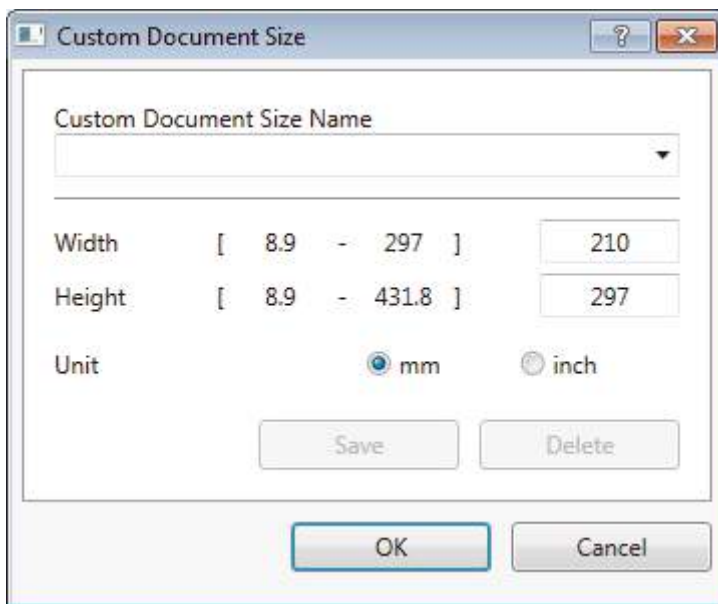 Custom Document Size
Custom Document Size Name
Width [ 8.9 - 297 ] 210
Height [ 8.9 - 431.8 ] 297
Unit mm inch
Save Delete
OK Cancel